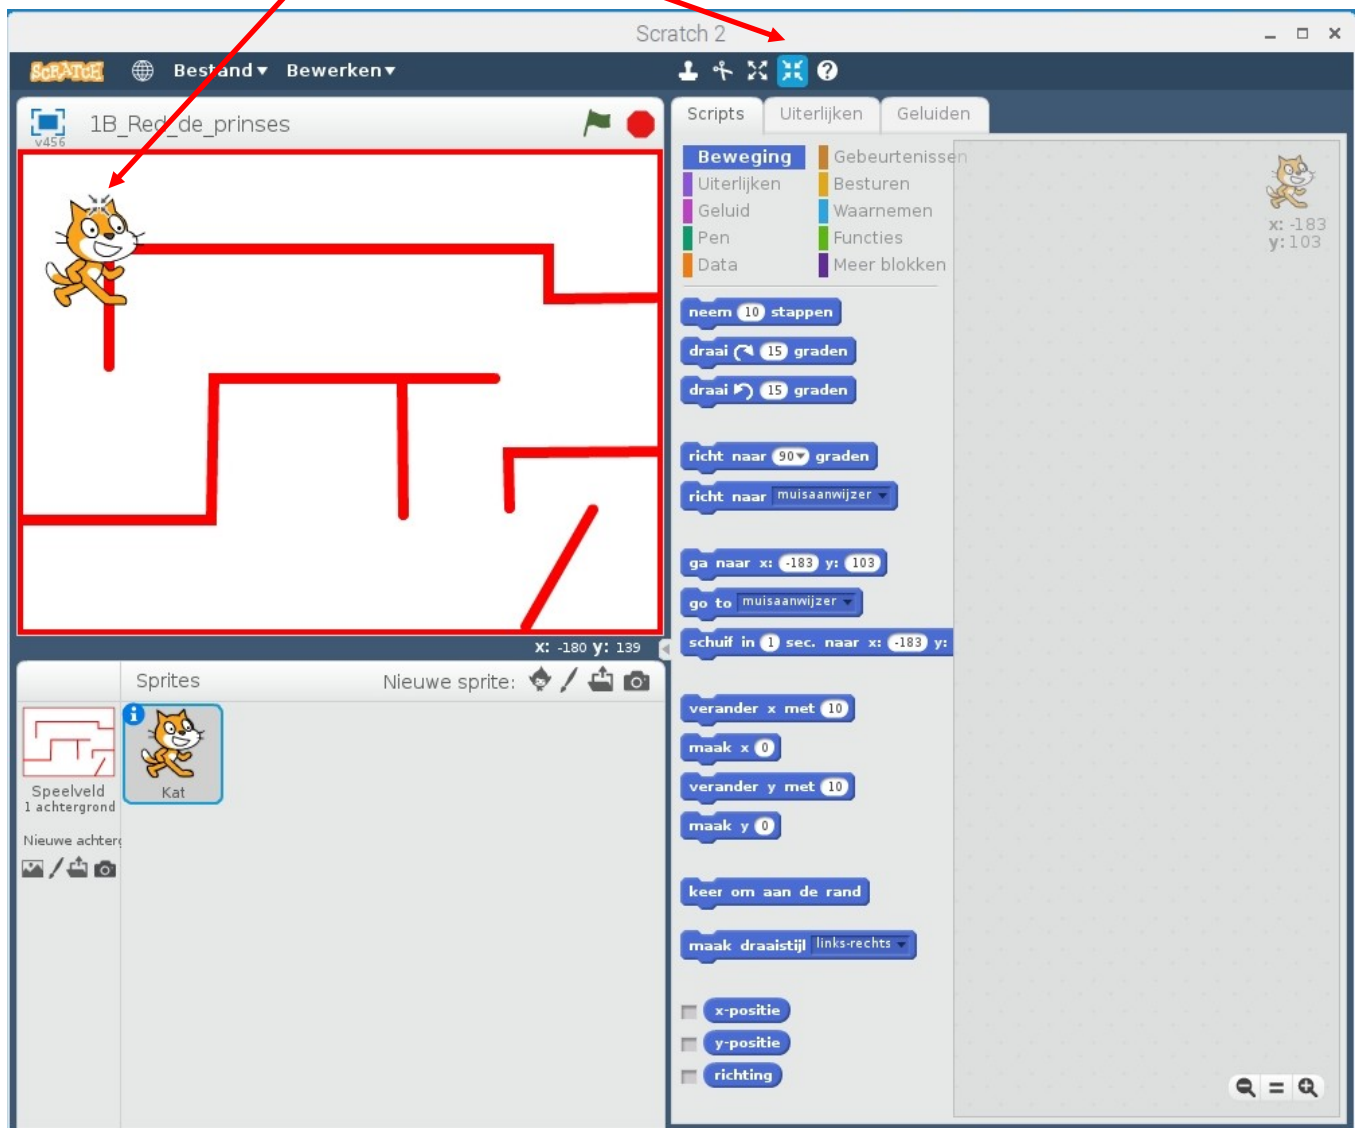 Scratch 2
SCRATCH Bestand Bewerken
1B_Red_de_prinses
v456
x: -180 y: 139
Sprites Nieuwe sprite:
Speelveld
1 achtergrond
Nieuwe achterg
Kat
Scripts Uiterlijken Geluiden
Beweging Gebeurtenissen
Uiterlijken Besturen
Geluid Waarnemen
Pen Functies
Data Meer blokken
neem 10 stappen
draai 15 graden
draai 15 graden
richt naar 90 graden
richt naar muisaanwijzer
ga naar x: -183 y: 103
go to muisaanwijzer
schuif in 1 sec. naar x: -183 y:
verander x met 10
maak x 0
verander y met 10
maak y 0
keer om aan de rand
maak draaistijl links-rechts
x-positie
y-positie
richting
x: -183
y: 103